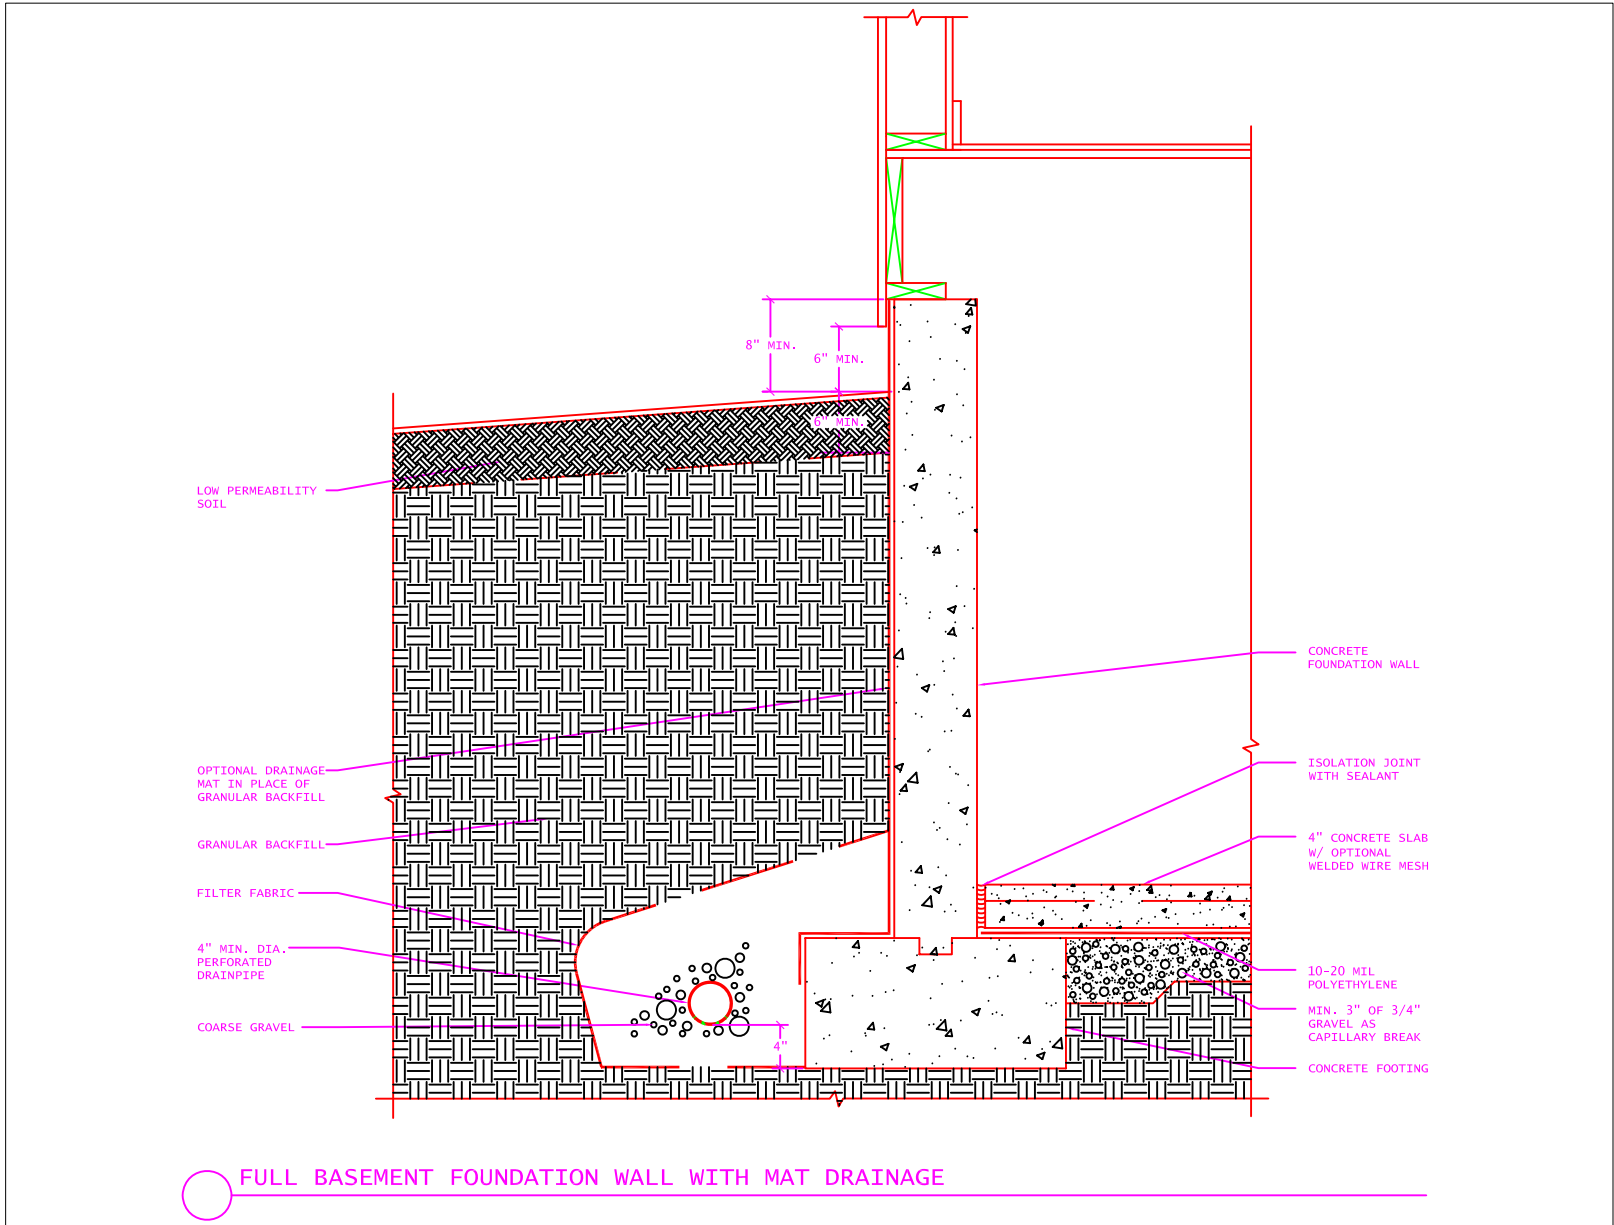 8" MIN.
6" MIN.
6" MIN.
LOW PERMEABILITY
SOIL
OPTIONAL DRAINAGE
MAT IN PLACE OF
GRANULAR BACKFILL
GRANULAR BACKFILL
FILTER FABRIC
4" MIN. DIA.
PERFORATED
DRAINPIPE
COARSE GRAVEL
4"
CONCRETE
FOUNDATION WALL
ISOLATION JOINT
WITH SEALANT
4" CONCRETE SLAB
W/ OPTIONAL
WELDED WIRE MESH
10-20 MIL
POLYETHYLENE
MIN. 3" OF 3/4"
GRAVEL AS
CAPILLARY BREAK
CONCRETE FOOTING
FULL BASEMENT FOUNDATION WALL WITH MAT DRAINAGE